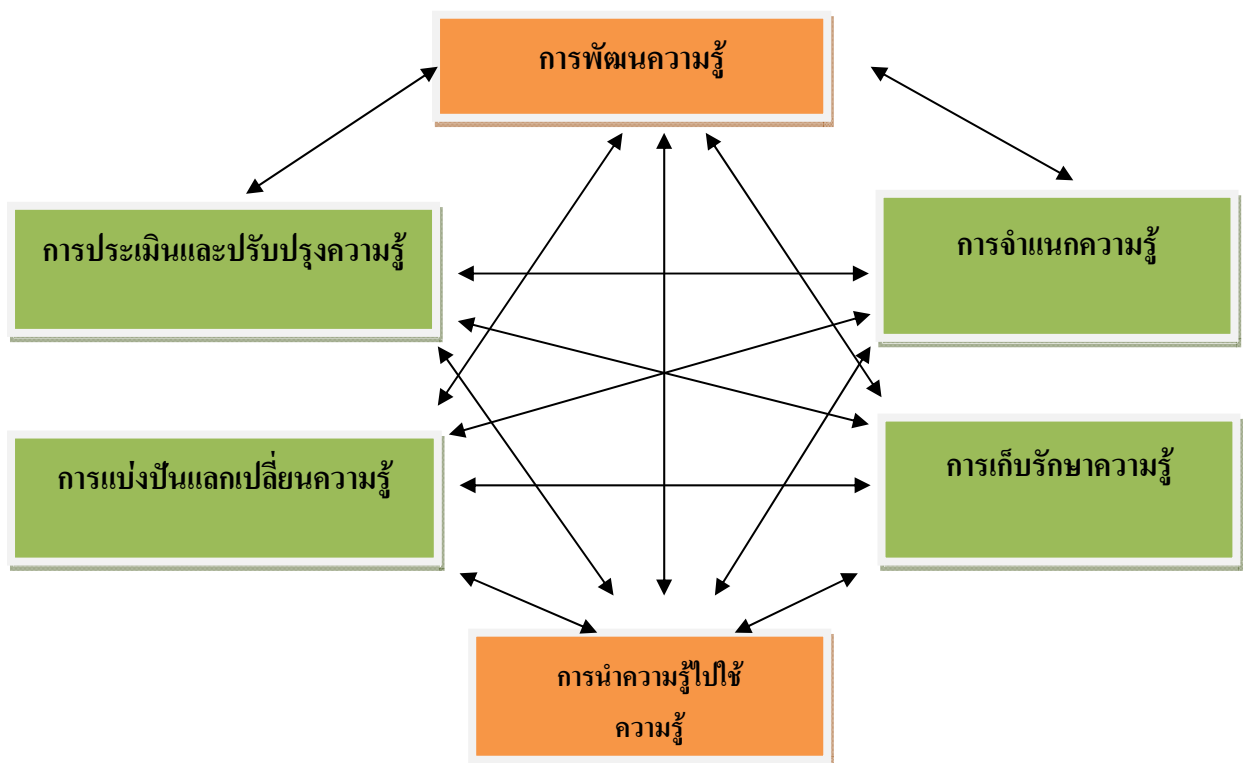 การพัฒนความรู้
การประเมินและปรับปรุงความรู้
การจำแนกความรู้
การแบ่งปันแลกเปลี่ยนความรู้
การเก็บรักษาความรู้
การนำความรู้ไปใช้
ความรู้